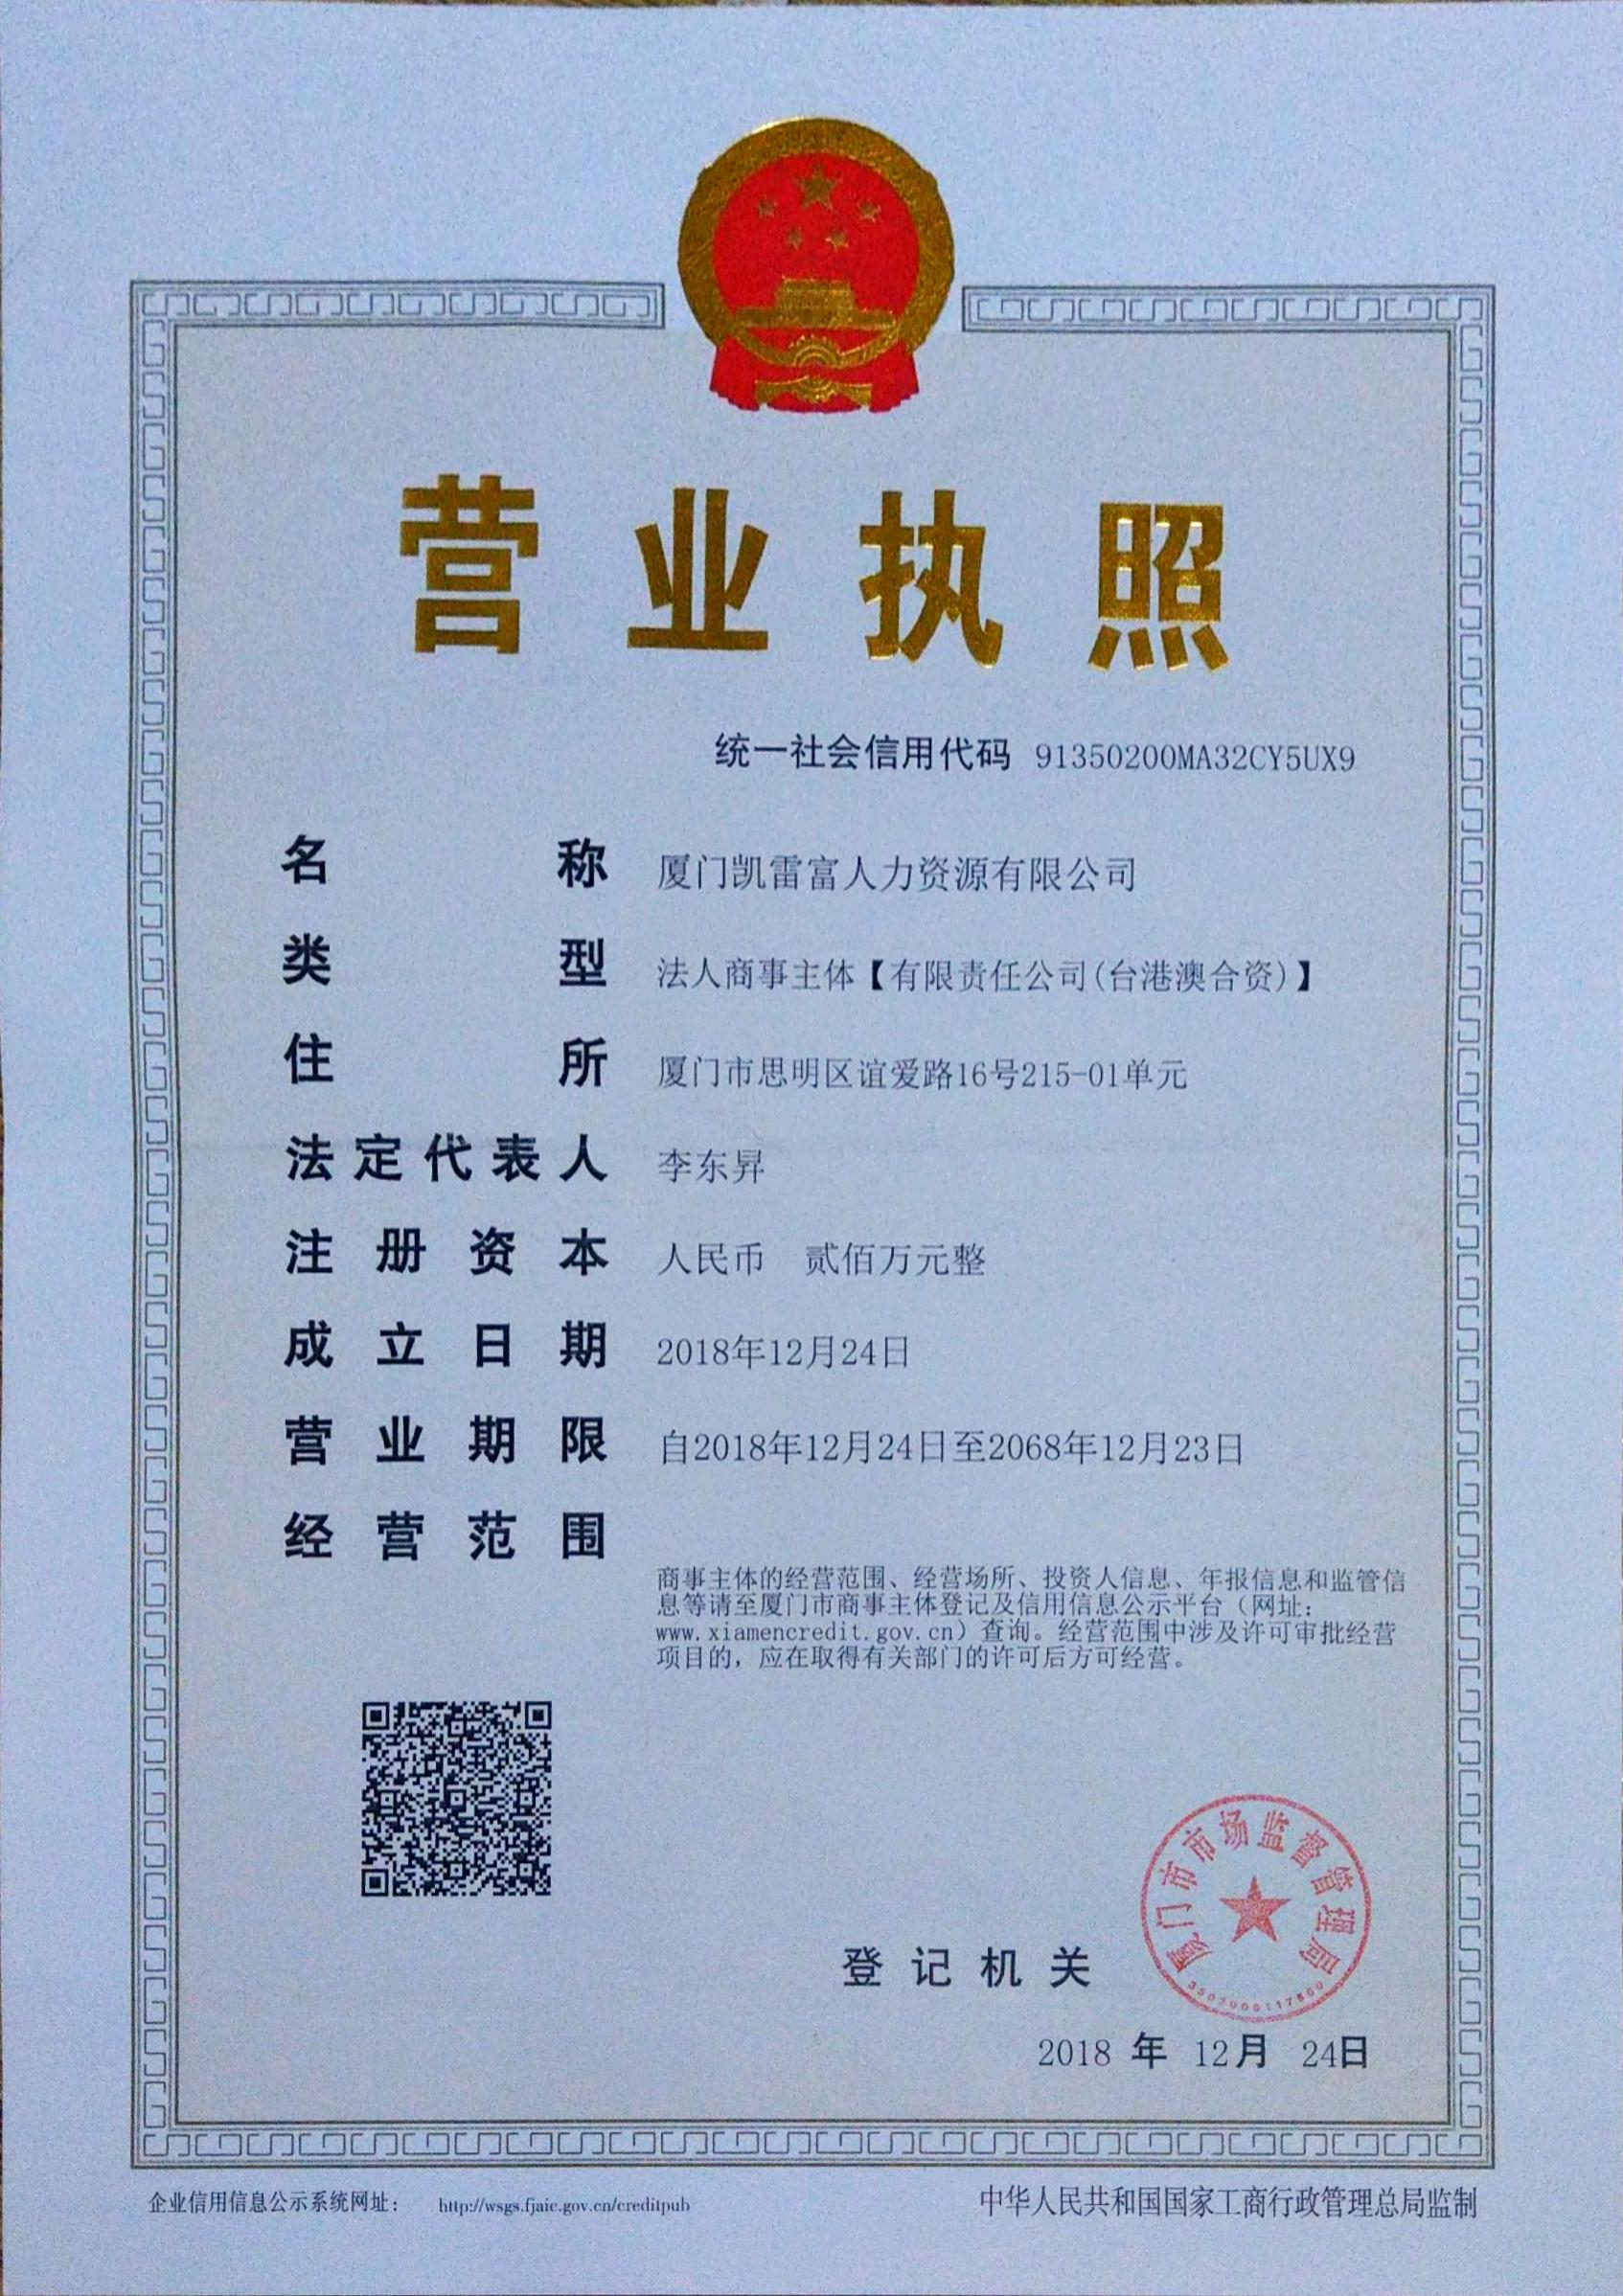 营业执照
统一社会信用代码 91350200MA32CY5UX9
名称 厦门凯雷富人力资源有限公司
类型 法人商事主体【有限责任公司(台港澳合资)】
住所 厦门市思明区谊爱路16号215-01单元
法定代表人 李东昇
注册资本 人民币 贰佰万元整
成立日期 2018年12月24日
营业期限 自2018年12月24日至2068年12月23日
经营范围
商事主体的经营范围、经营场所、投资人信息、年报信息和监管信
息等请至厦门市商事主体登记及信用信息公示平台（网址：
www.xiamencredit.gov.cn）查询。经营范围中涉及许可审批经营
项目的，应在取得有关部门的许可后方可经营。
厦门市市场监督管理局
登记机关
2018 年 12月 24日
企业信用信息公示系统网址： http://wsgs.fjaic.gov.cn/creditpub
中华人民共和国国家工商行政管理总局监制